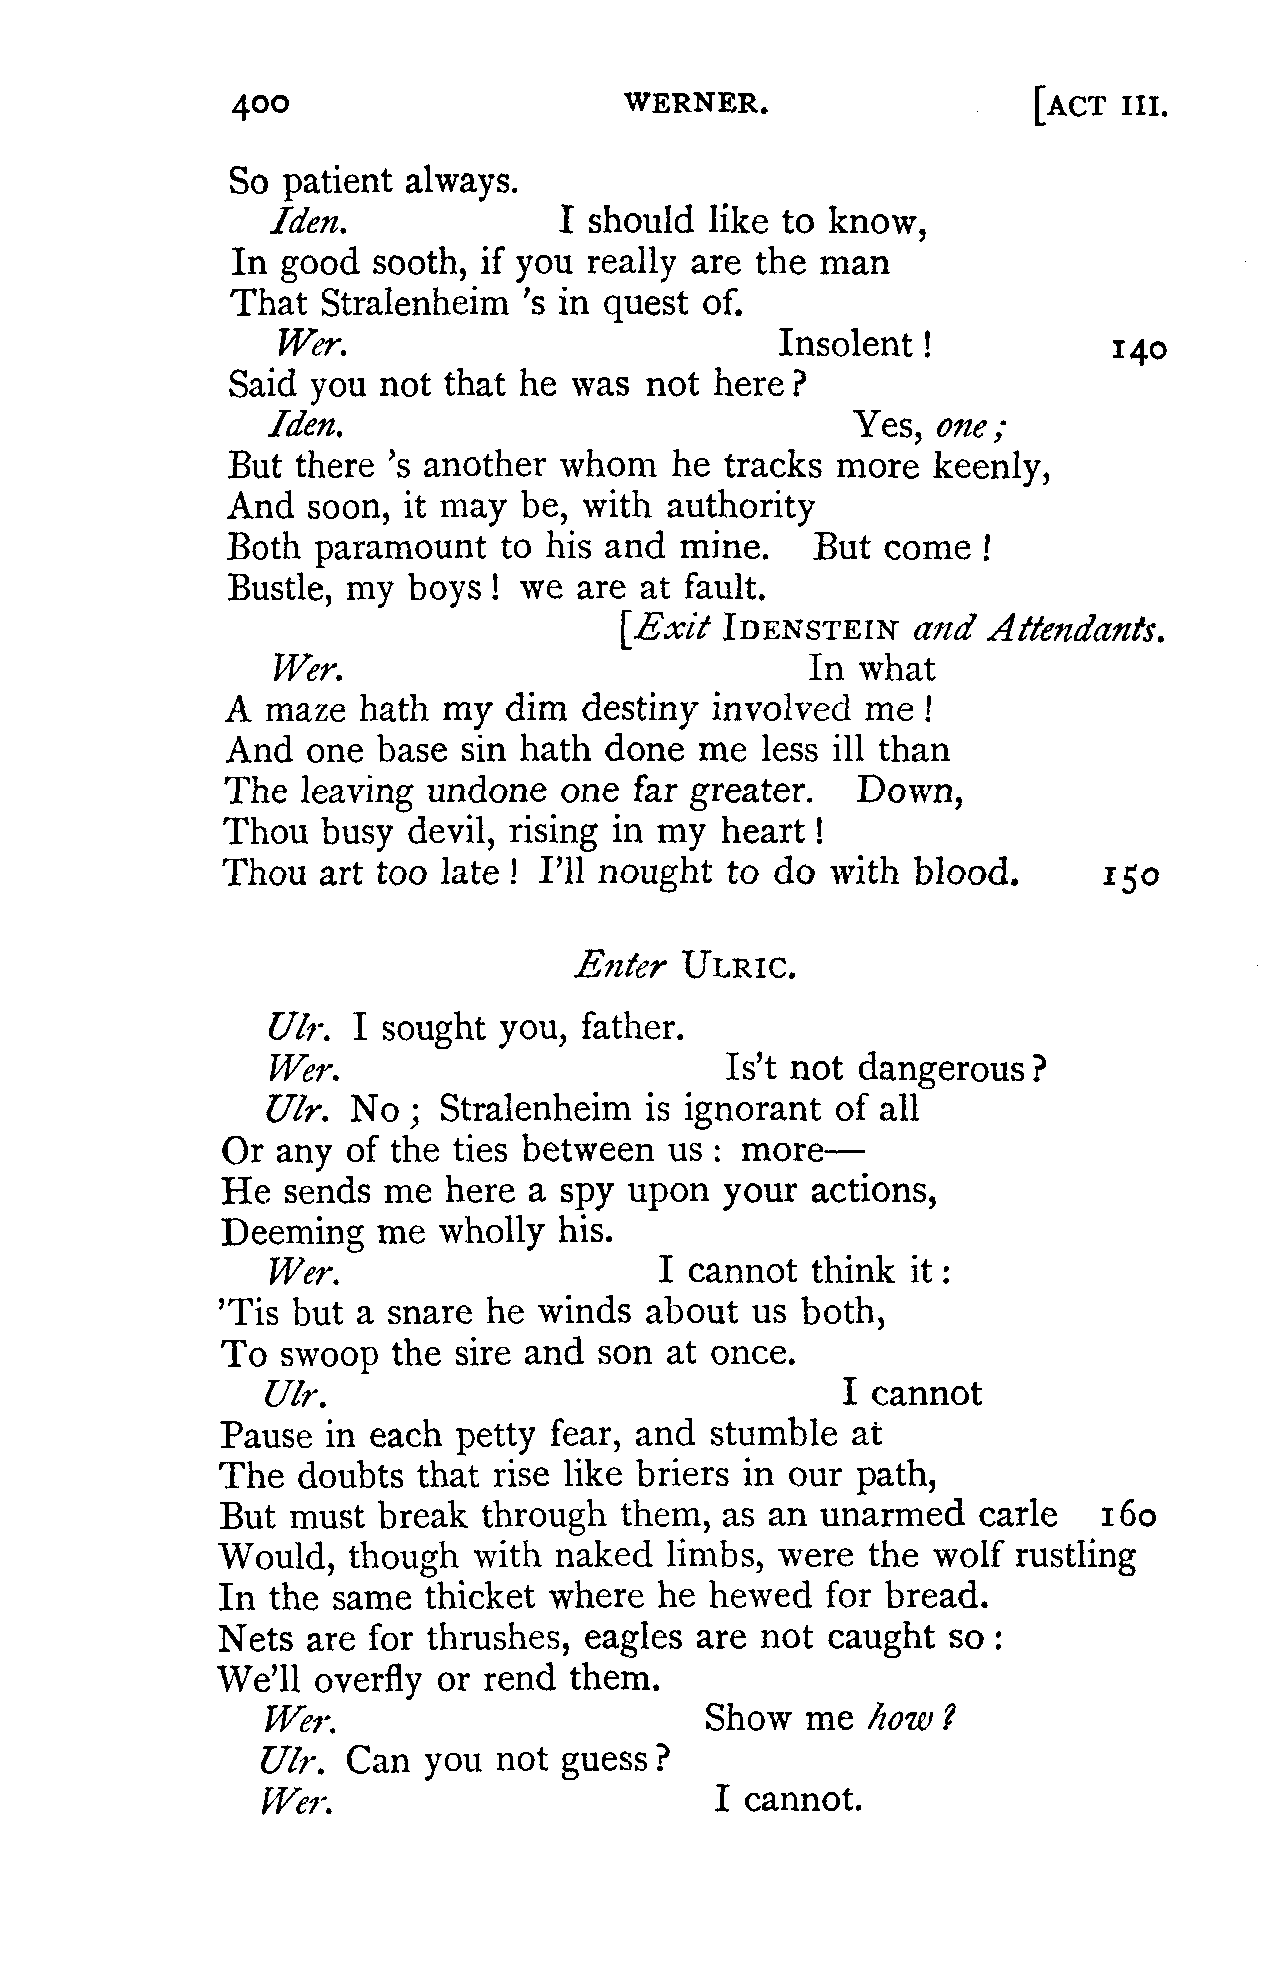 400 WERNER. [ACT III.
So patient always.
Iden. I should like to know,
In good sooth, if you really are the man
That Stralenheim 's in quest of.
Wer. Insolent! 140
Said you not that he was not here?
Iden. Yes, one;
But there 's another whom he tracks more keenly,
And soon, it may be, with authority
Both paramount to his and mine. But come!
Bustle, my boys! we are at fault.
[Exit IDENSTEIN and Attendants.
Wer. In what
A maze hath my dim destiny involved me!
And one base sin hath done me less ill than
The leaving undone one far greater. Down,
Thou busy devil, rising in my heart!
Thou art too late! I'll nought to do with blood. 150
Enter ULRIC.
Ulr. I sought you, father.
Wer. Is't not dangerous?
Ulr. No; Stralenheim is ignorant of all
Or any of the ties between us: more—
He sends me here a spy upon your actions,
Deeming me wholly his.
Wer. I cannot think it:
'Tis but a snare he winds about us both,
To swoop the sire and son at once.
Ulr. I cannot
Pause in each petty fear, and stumble at
The doubts that rise like briers in our path,
But must break through them, as an unarmed carle 160
Would, though with naked limbs, were the wolf rustling
In the same thicket where he hewed for bread.
Nets are for thrushes, eagles are not caught so:
We'll overfly or rend them.
Wer. Show me how?
Ulr. Can you not guess?
Wer. I cannot.